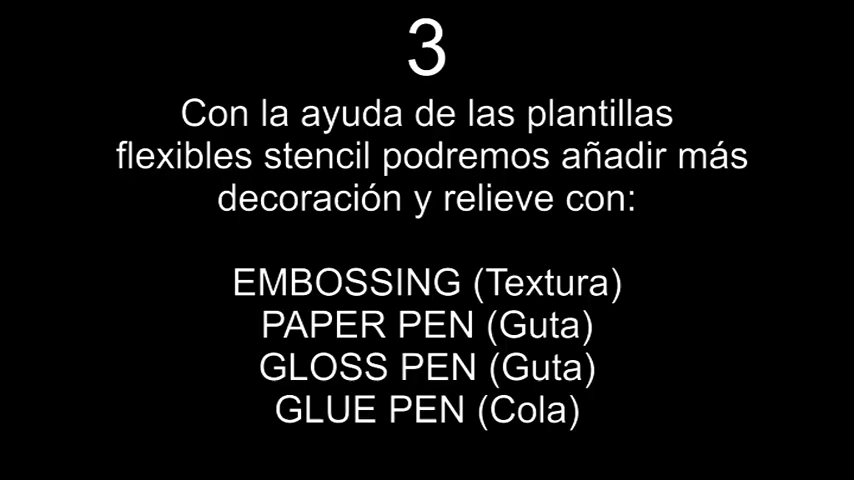 3
Con la ayuda de las plantillas
flexibles stencil podremos añadir más
decoración y relieve con:
EMBOSSING (Textura)
PAPER PEN (Guta)
GLOSS PEN (Guta)
GLUE PEN (Cola)